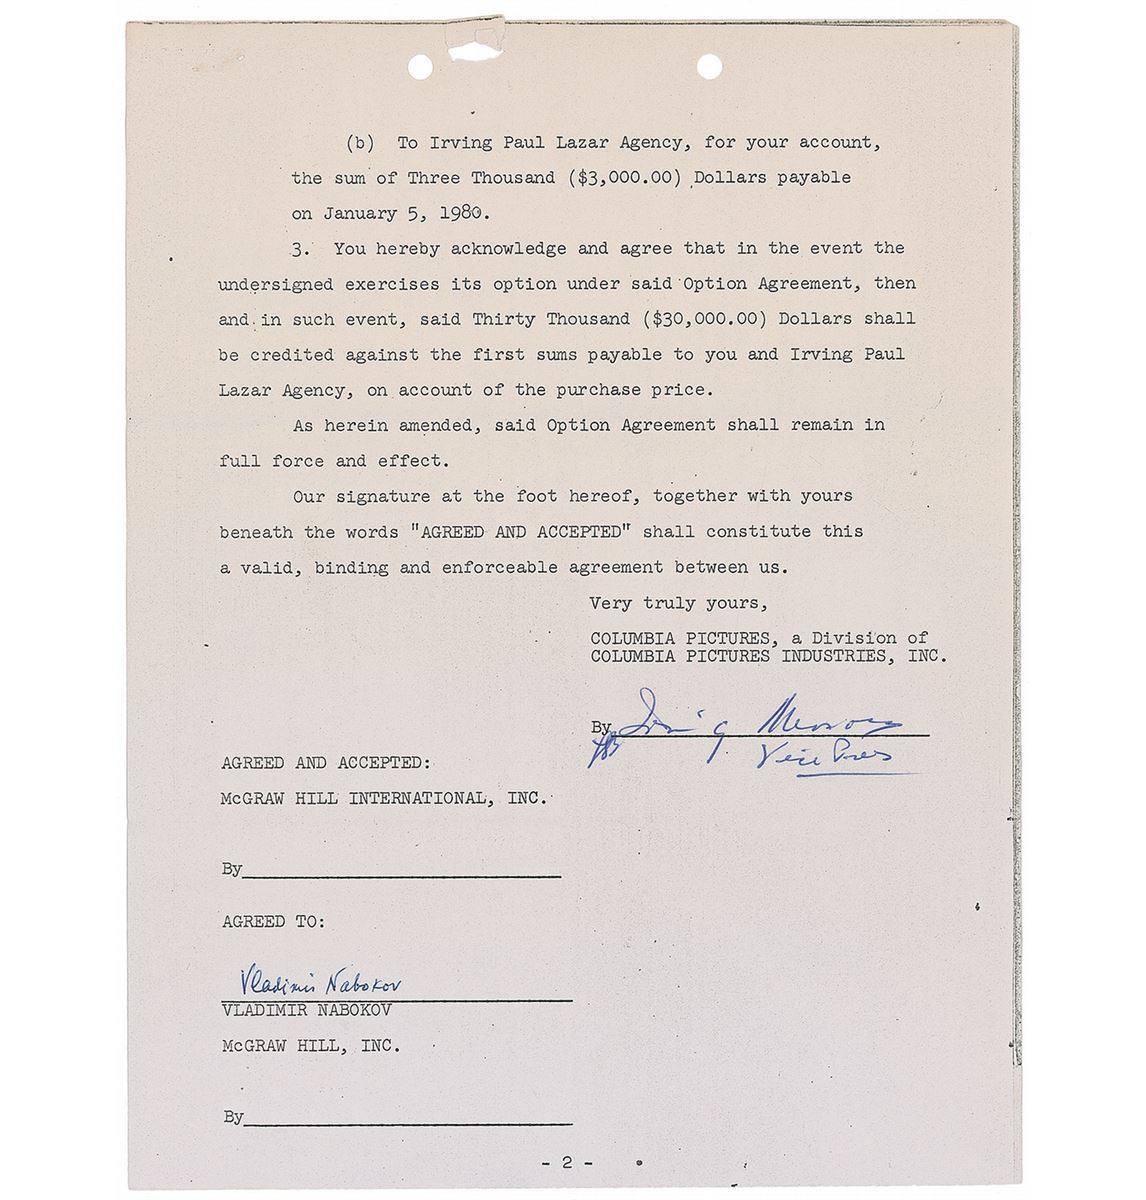 (b) To Irving Paul Lazar Agency, for your account,
the sum of Three Thousand ($3,000.00) Dollars payable
on January 5, 1980.
3. You hereby acknowledge and agree that in the event the
undersigned exercises its option under said Option Agreement, then
and in such event, said Thirty Thousand ($30,000.00) Dollars shall
be credited against the first sums payable to you and Irving Paul
Lazar Agency, on account of the purchase price.
As herein amended, said Option Agreement shall remain in
full force and effect.
Our signature at the foot hereof, together with yours
beneath the words "AGREED AND ACCEPTED" shall constitute this
a valid, binding and enforceable agreement between us.
Very truly yours,
COLUMBIA PICTURES, a Division of
COLUMBIA PICTURES INDUSTRIES, INC.
By
Vice Pres
AGREED AND ACCEPTED:
McGRAW HILL INTERNATIONAL, INC.
By
AGREED TO:
Vladimir Nabokov
VLADIMIR NABOKOV
McGRAW HILL, INC.
By
- 2 -